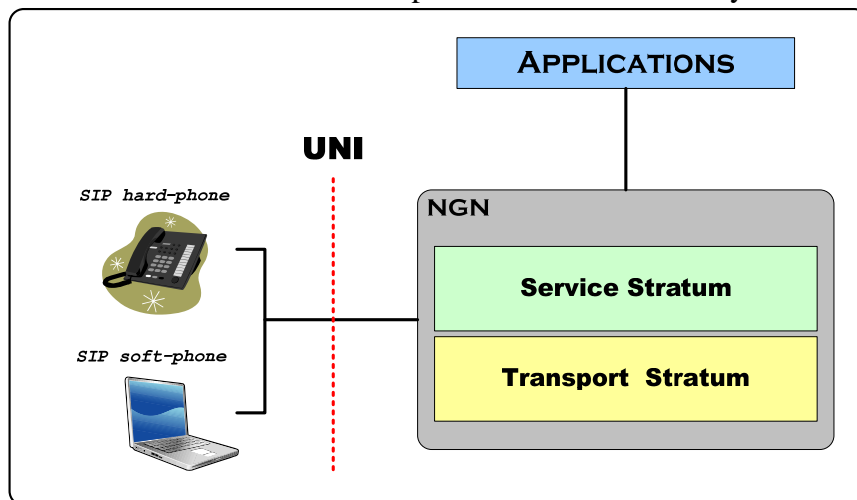 APPLICATIONS
UNI
SIP hard-phone
NGN
Service Stratum
SIP soft-phone
Transport Stratum